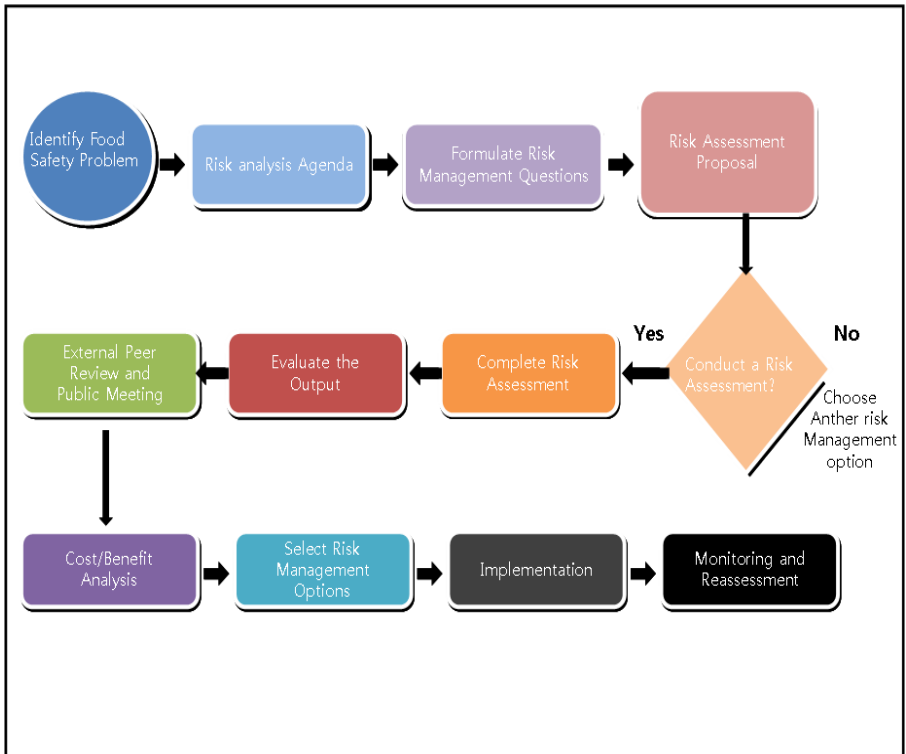 Identify Food
Safety Problem
Risk analysis Agenda
Formulate Risk
Management Questions
Risk Assessment
Proposal
Yes
No
Conduct a Risk
Assessment?
Choose
Anther risk
Management
option
Complete Risk
Assessment
Evaluate the
Output
External Peer
Review and
Public Meeting
Cost/Benefit
Analysis
Select Risk
Management
Options
Implementation
Monitoring and
Reassessment